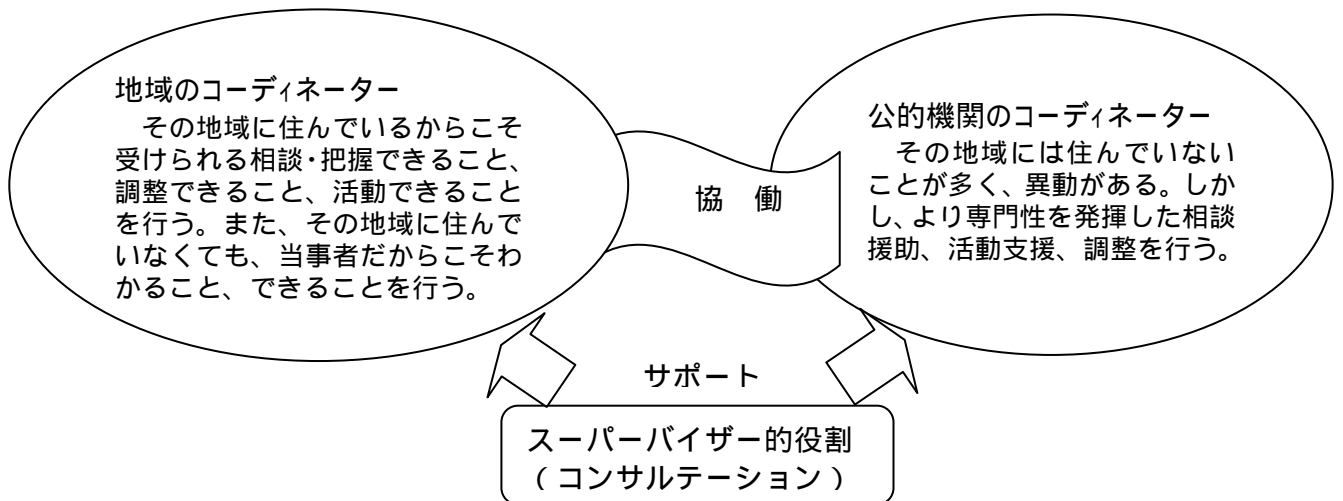 地域のコーディネーター
その地域に住んでいるからこそ
受けられる相談・把握できること、
調整できること、活動できること
を行う。また、その地域に住んで
いなくても、当事者だからこそわ
かること、できることを行う。
協 働
公的機関のコーディネーター
その地域には住んでいない
ことが多く、異動がある。しか
し、より専門性を発揮した相談
援助、活動支援、調整を行う。
サポート
スーパーバイザー的役割
(コンサルテーション)